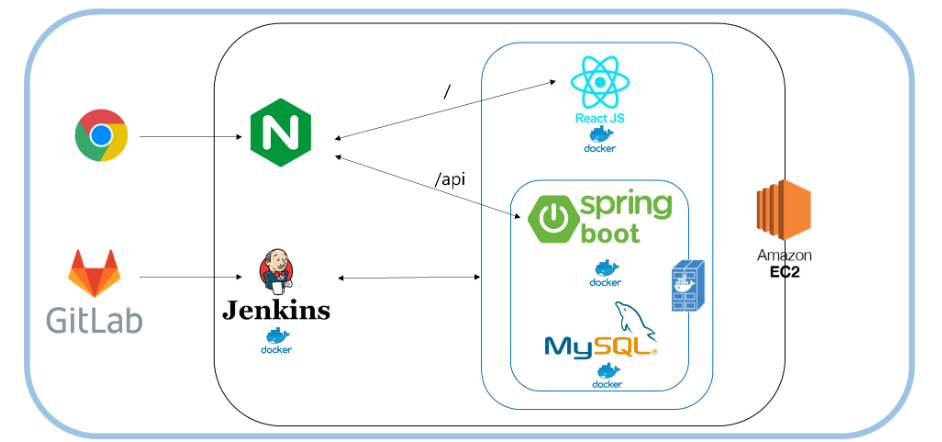 /
React JS
docker
N
/api
spring
boot
docker
Amazon
EC2
GitLab
Jenkins
docker
MySQL®
docker